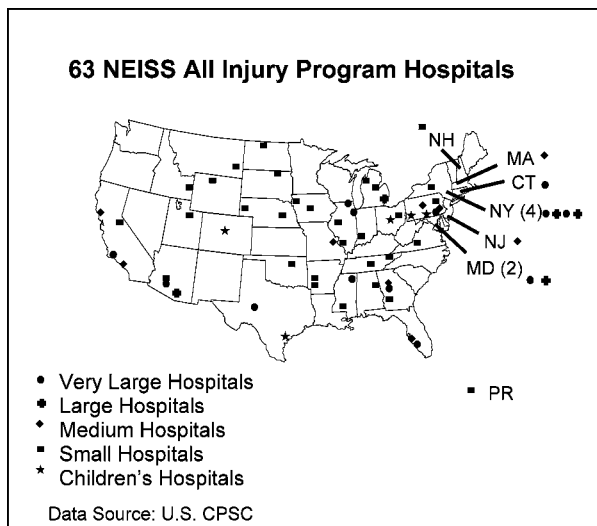 63 NEISS All Injury Program Hospitals
NH
MA
CT
NY (4)
NJ
MD (2)
PR
Very Large Hospitals
Large Hospitals
Medium Hospitals
Small Hospitals
Children's Hospitals
Data Source: U.S. CPSC